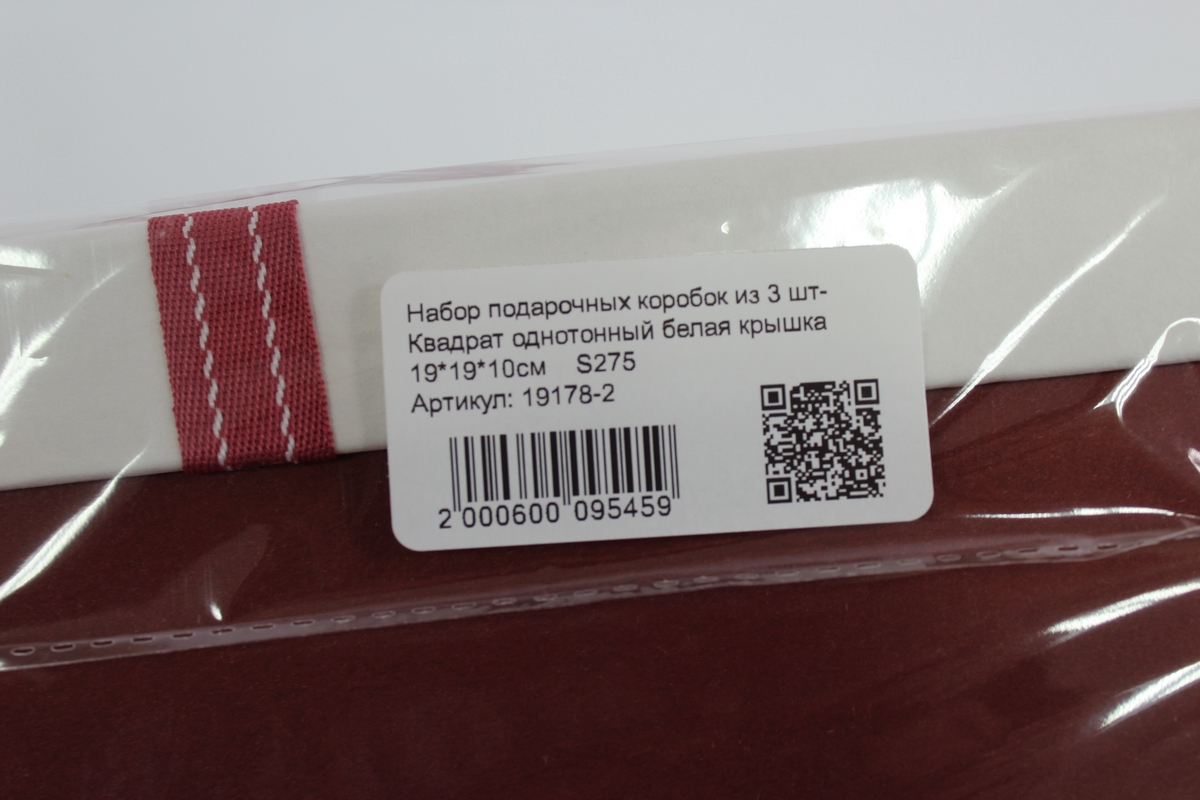 Набор подарочных коробок из 3 шт-
Квадрат однотонный белая крышка
19*19*10см S275
Артикул: 19178-2
2 000600 095459